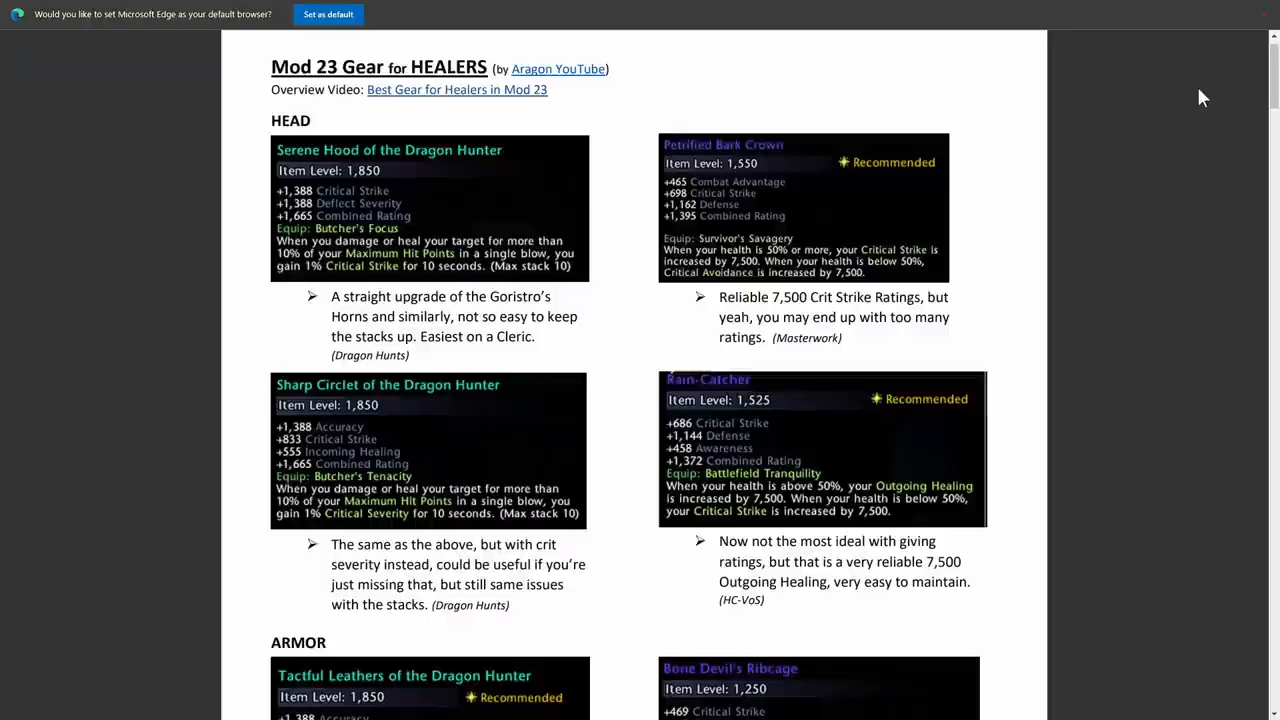 Would you like to set Microsoft Edge as your default browser? Set as default
Mod 23 Gear for HEALERS (by Aragon YouTube)
Overview Video: Best Gear for Healers in Mod 23
HEAD
Serene Hood of the Dragon Hunter
Item Level: 1,850
+1,388 Critical Strike
+1,388 Deflect Severity
+1,665 Combined Rating
Equip: Butcher's Focus
When you damage or heal your target for more than
10% of your Maximum Hit Points in a single blow, you
gain 1% Critical Strike for 10 seconds. (Max stack 10)
➢ A straight upgrade of the Goristro's
Horns and similarly, not so easy to keep
the stacks up. Easiest on a Cleric.
(Dragon Hunts)
Petrified Bark Crown
Item Level: 1,550 Recommended
+465 Combat Advantage
+698 Critical Strike
+1,162 Defense
+1,395 Combined Rating
Equip: Survivor's Savagery
When your health is 50% or more, your Critical Strike is
increased by 7,500. When your health is below 50%,
Critical Avoidance is increased by 7,500.
➢ Reliable 7,500 Crit Strike Ratings, but
yeah, you may end up with too many
ratings. (Masterwork)
Sharp Circlet of the Dragon Hunter
Item Level: 1,850
+1,388 Accuracy
+833 Critical Strike
+555 Incoming Healing
+1,665 Combined Rating
Equip: Butcher's Tenacity
When you damage or heal your target for more than
10% of your Maximum Hit Points in a single blow, you
gain 1% Critical Severity for 10 seconds. (Max stack 10)
➢ The same as the above, but with crit
severity instead, could be useful if you're
just missing that, but still same issues
with the stacks. (Dragon Hunts)
Rain-Catcher
Item Level: 1,525 Recommended
+686 Critical Strike
+1,144 Defense
+458 Awareness
+1,372 Combined Rating
Equip: Battlefield Tranquility
When your health is above 50%, your Outgoing Healing
is increased by 7,500. When your health is below 50%,
your Critical Strike is increased by 7,500.
➢ Now not the most ideal with giving
ratings, but that is a very reliable 7,500
Outgoing Healing, very easy to maintain.
(HC-VoS)
ARMOR
Tactful Leathers of the Dragon Hunter
Item Level: 1,850 Recommended
+1,388 Accuracy
Bone Devil's Ribcage
Item Level: 1,250
+469 Critical Strike